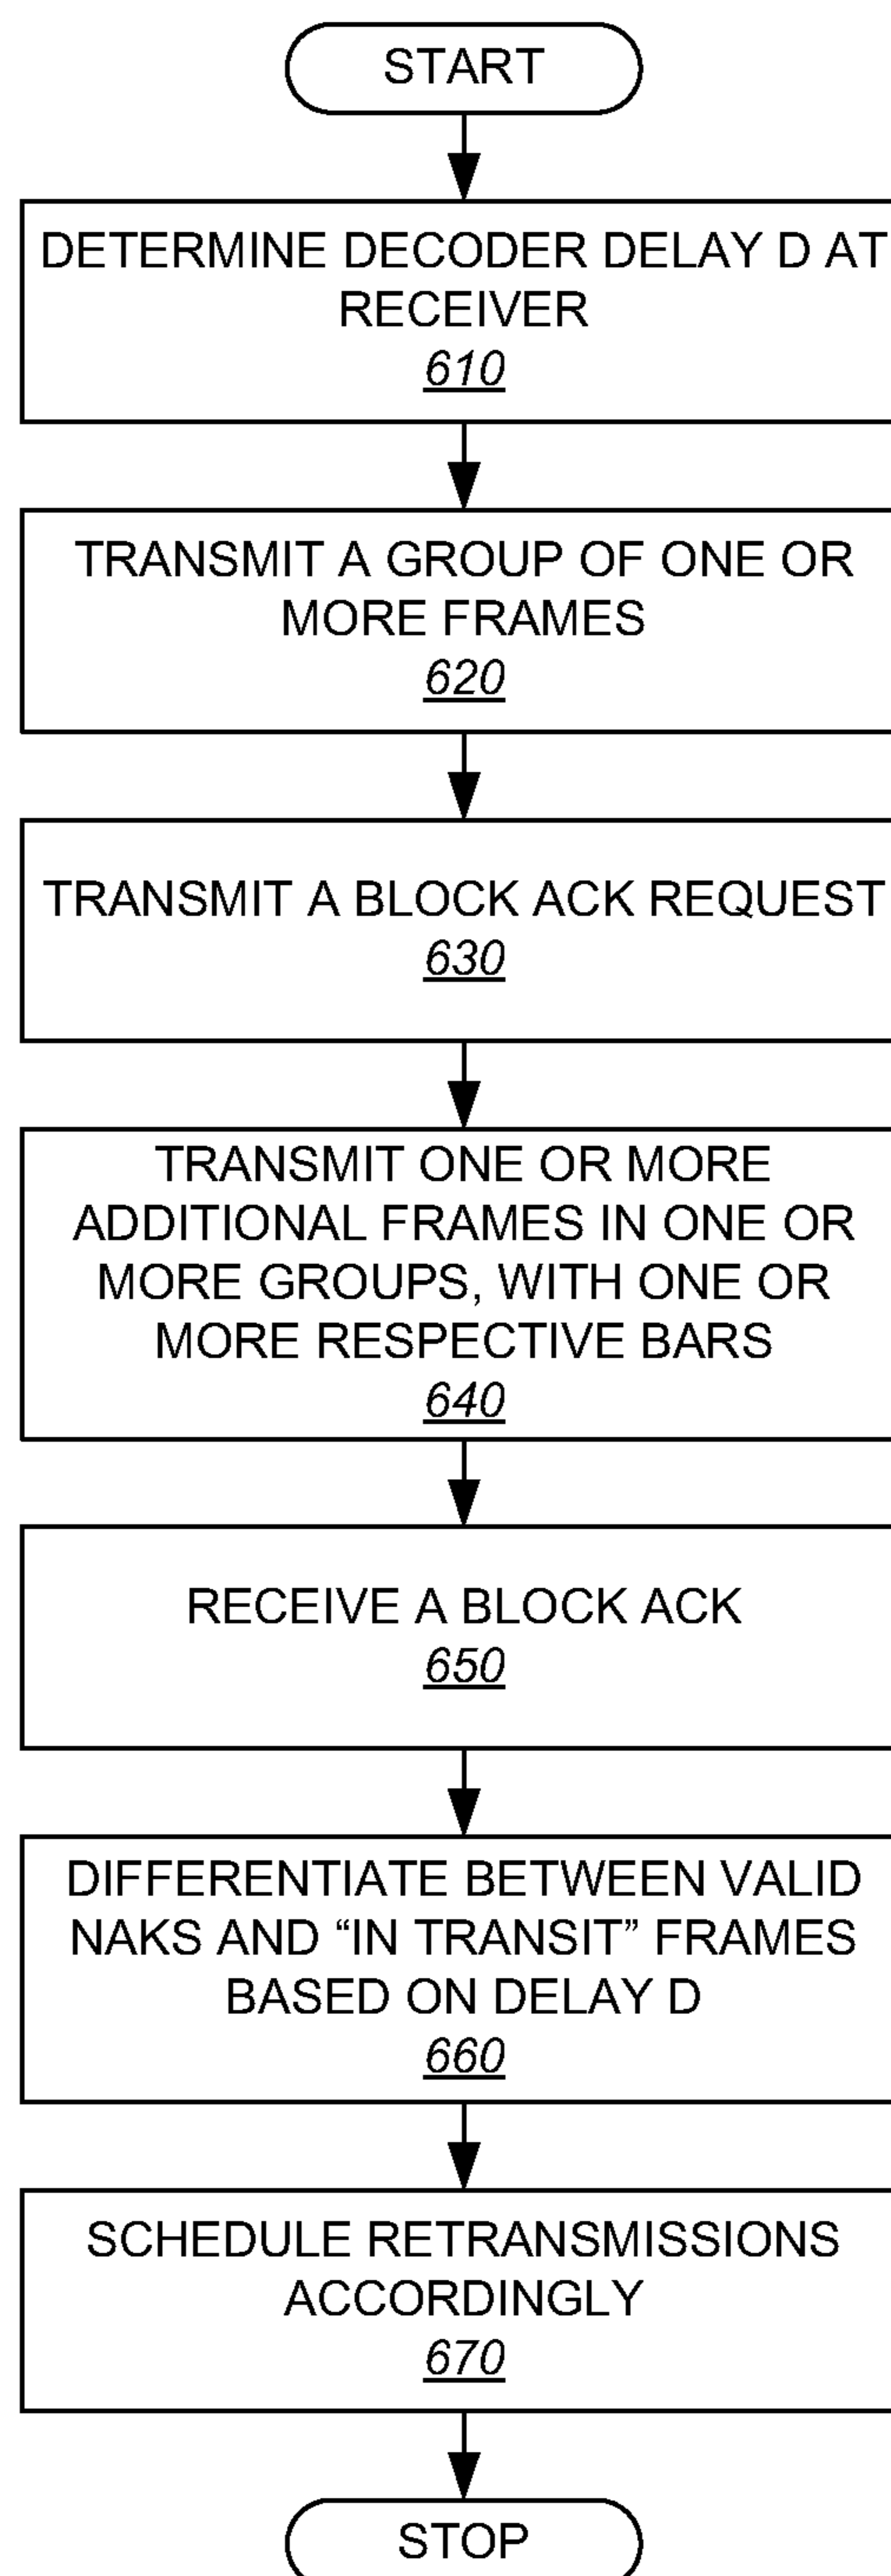 START
DETERMINE DECODER DELAY D AT
RECEIVER
610
TRANSMIT A GROUP OF ONE OR
MORE FRAMES
620
TRANSMIT A BLOCK ACK REQUEST
630
TRANSMIT ONE OR MORE
ADDITIONAL FRAMES IN ONE OR
MORE GROUPS, WITH ONE OR
MORE RESPECTIVE BARS
640
RECEIVE A BLOCK ACK
650
DIFFERENTIATE BETWEEN VALID
NAKS AND “IN TRANSIT” FRAMES
BASED ON DELAY D
660
SCHEDULE RETRANSMISSIONS
ACCORDINGLY
670
STOP